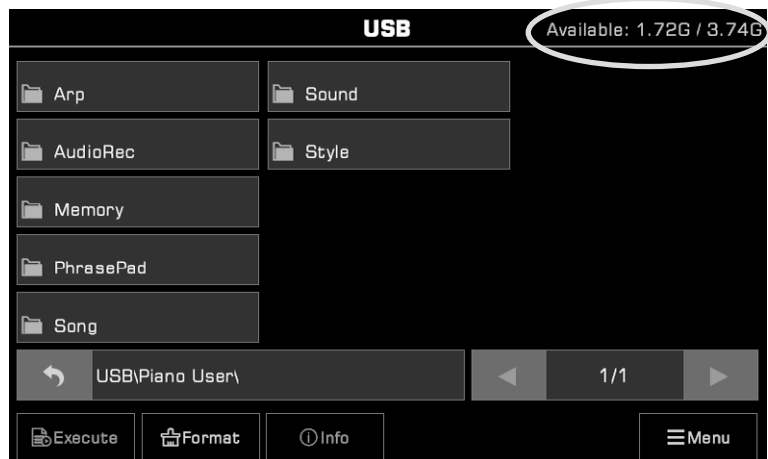 USB
Available: 1.72G / 3.74G
Arp
Sound
AudioRec
Style
Memory
PhrasePad
Song
USB\Piano User\
1/1
Execute
Format
Info
Menu